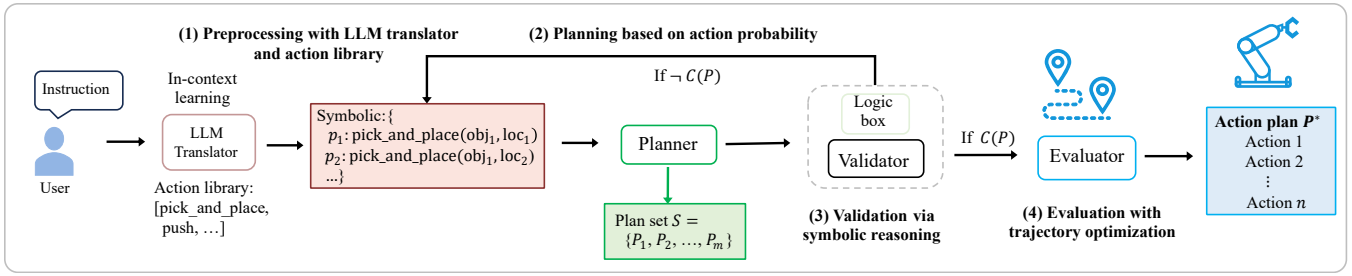 (1) Preprocessing with LLM translator
and action library
(2) Planning based on action probability
If ¬ C(P)
Instruction
User
In-context
learning
LLM
Translator
Action library:
[pick_and_place,
push, …]
Symbolic:{
p₁: pick_and_place(obj₁,loc₁)
p₂: pick_and_place(obj₁,loc₂)
…}
Planner
Plan set S =
{P₁, P₂, …, Pₘ}
Logic
box
Validator
(3) Validation via
symbolic reasoning
If C(P)
Evaluator
(4) Evaluation with
trajectory optimization
Action plan P*
Action 1
Action 2
⋮
Action n